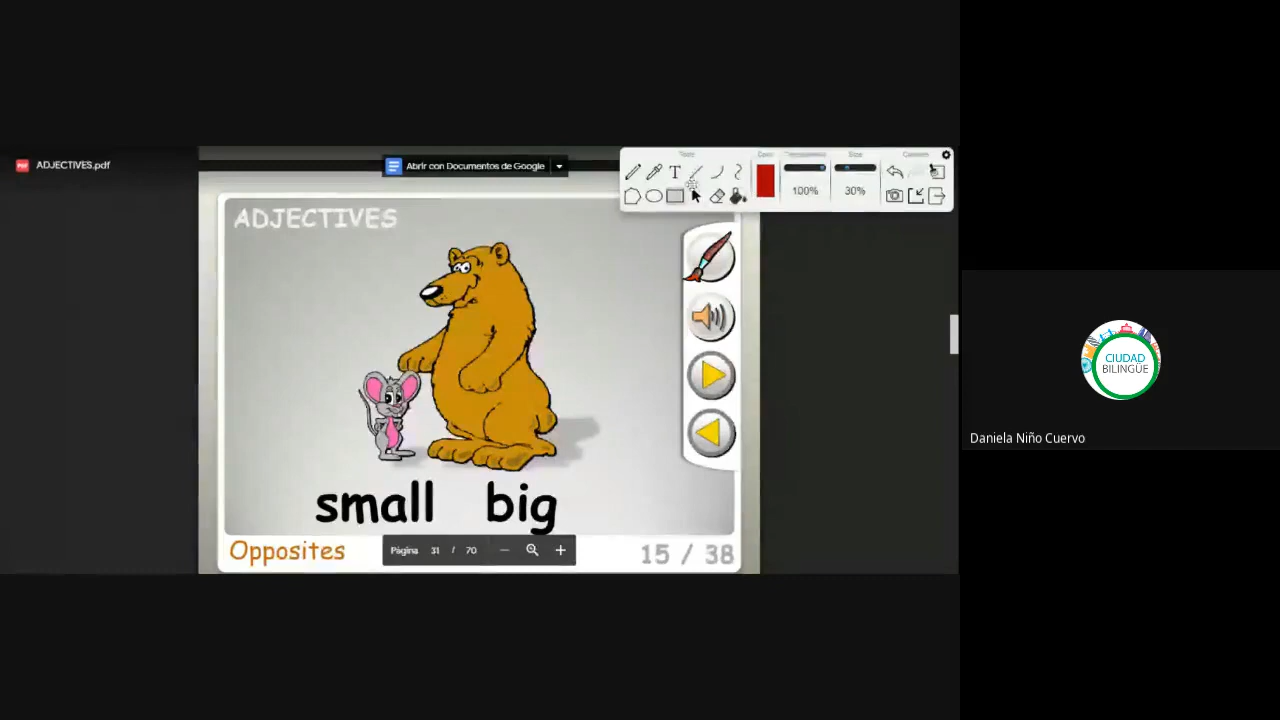 ADJECTIVES.pdf
Abrir con Documentos de Google
100%
30%
ADJECTIVES
CIUDAD
BILINGÜE
Daniela Niño Cuervo
small big
Opposites
Página 31 / 70
15 / 38